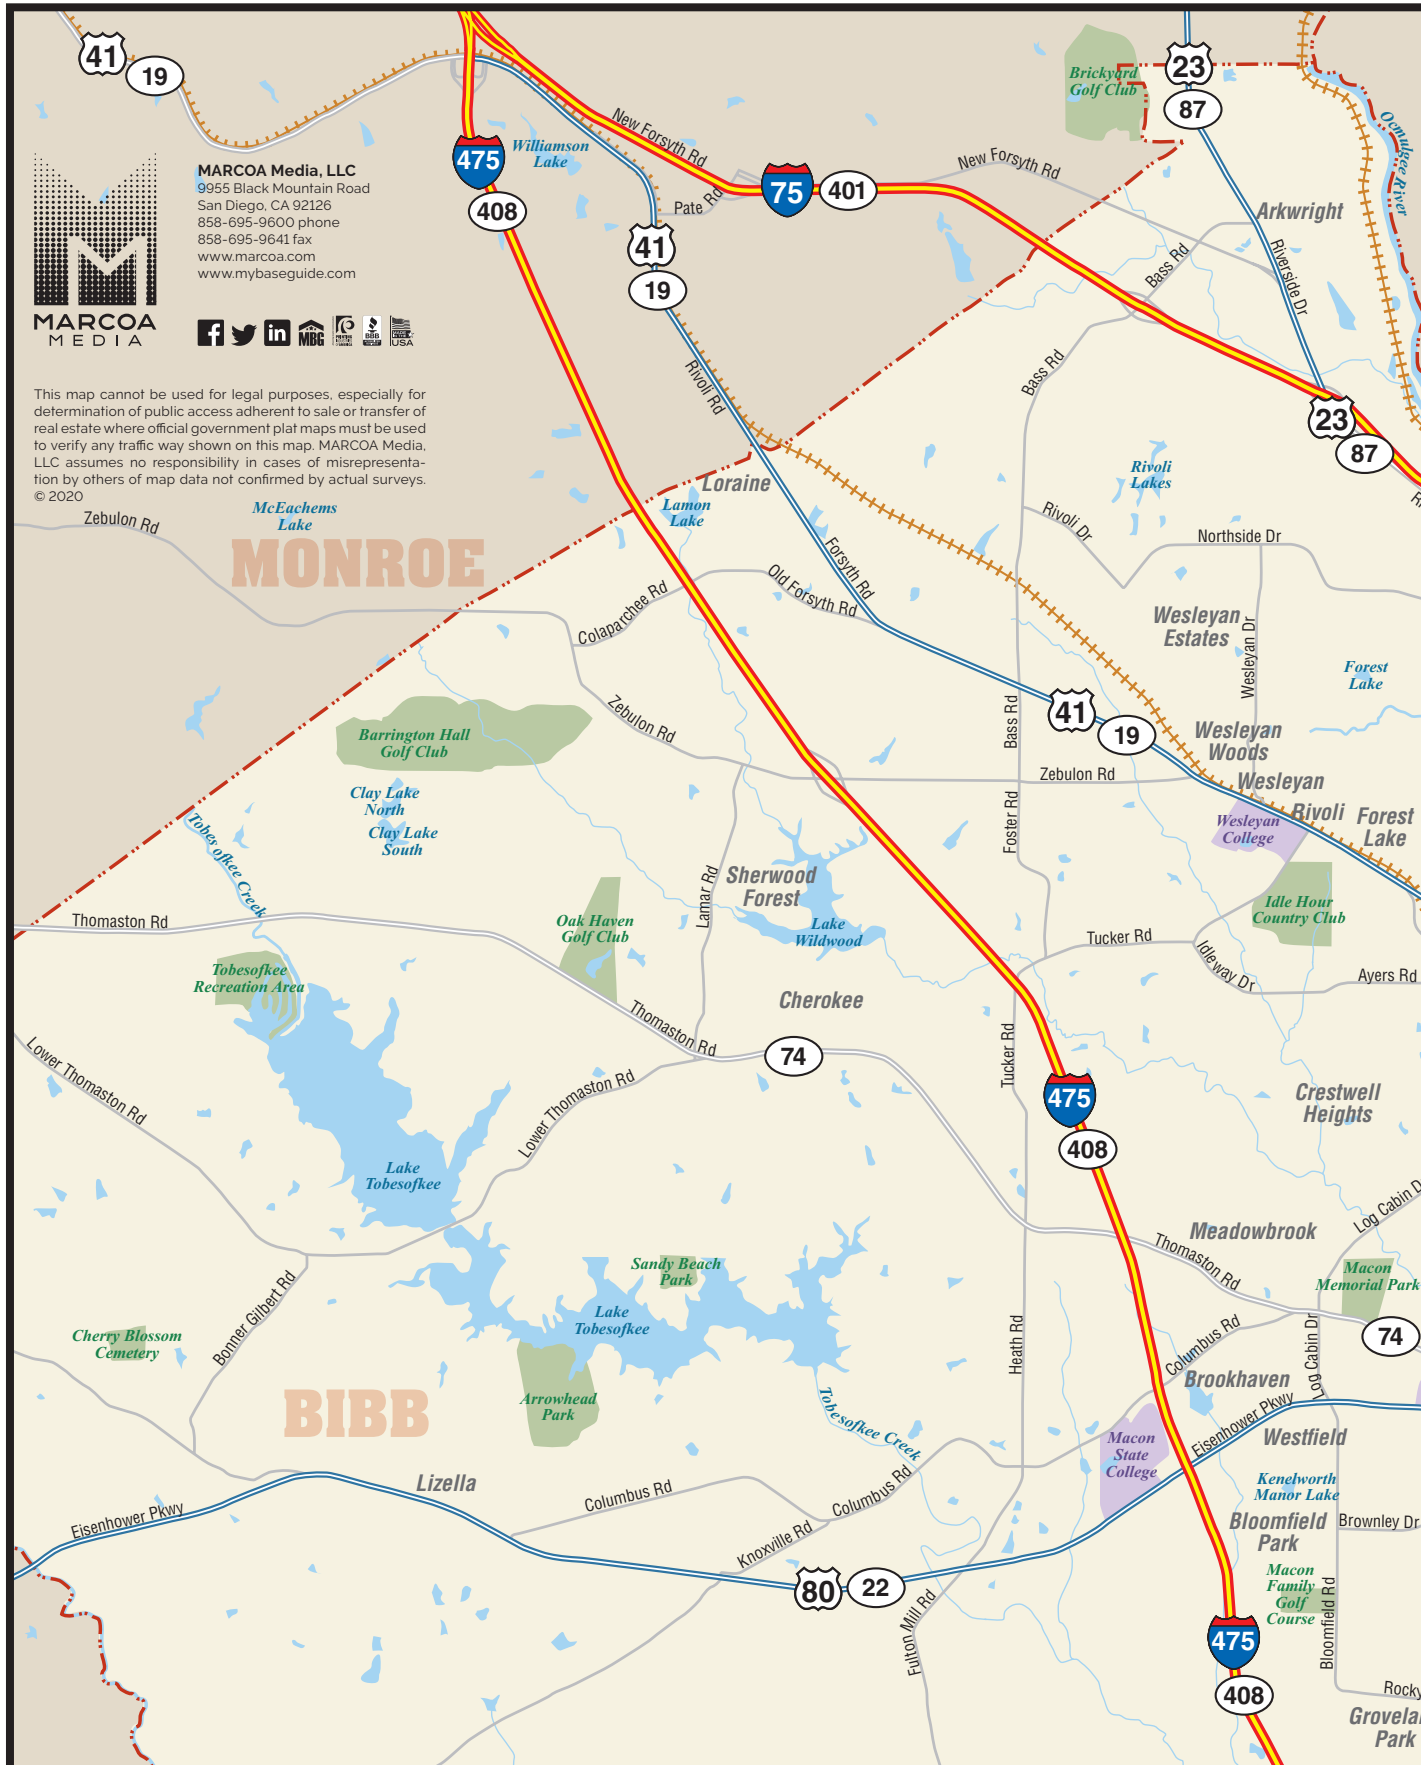 41
19
475
408
Williamson
Lake
New Forsyth Rd
Pate Rd
75
401
New Forsyth Rd
Brickyard
Golf Club
23
87
Ocmulgee River
Arkwright
Bass Rd
Riverside Dr
41
19
MARCOA
MEDIA
MARCOA Media, LLC
9955 Black Mountain Road
San Diego, CA 92126
858-695-9600 phone
858-695-9641 fax
www.marcoa.com
www.mybaseguide.com
MBG
BBB
USA
This map cannot be used for legal purposes, especially for
determination of public access adherent to sale or transfer of
real estate where official government plat maps must be used
to verify any traffic way shown on this map. MARCOA Media,
LLC assumes no responsibility in cases of misrepresenta-
tion by others of map data not confirmed by actual surveys.
© 2020
Rivoli Rd
Bass Rd
23
87
Zebulon Rd
McEachems
Lake
MONROE
Loraine
Lamon
Lake
Rivoli
Lakes
Rivoli Dr
Northside Dr
Forsyth Rd
Old Forsyth Rd
Colaparchee Rd
Wesleyan
Estates
Wesleyan Dr
Forest
Lake
Zebulon Rd
Bass Rd
41
19
Wesleyan
Woods
Barrington Hall
Golf Club
Zebulon Rd
Wesleyan
Rivoli
Forest
Lake
Clay Lake
North
Clay Lake
South
Foster Rd
Wesleyan
College
Tobesofkee Creek
Lamar Rd
Sherwood
Forest
Lake
Wildwood
Idle Hour
Country Club
Thomaston Rd
Oak Haven
Golf Club
Tucker Rd
Idleway Dr
Ayers Rd
Tobesofkee
Recreation Area
Cherokee
Thomaston Rd
74
Tucker Rd
Lower Thomaston Rd
Lower Thomaston Rd
475
408
Crestwell
Heights
Lake
Tobesofkee
Log Cabin D
Meadowbrook
Thomaston Rd
Sandy Beach
Park
Macon
Memorial Park
Bonner Gilbert Rd
Lake
Tobesofkee
Cherry Blossom
Cemetery
Heath Rd
Columbus Rd
Log Cabin Dr
74
Brookhaven
BIBB
Arrowhead
Park
Tobesofkee Creek
Eisenhower Pkwy
Macon
State
College
Westfield
Lizella
Columbus Rd
Columbus Rd
Kenelworth
Manor Lake
Eisenhower Pkwy
Knoxville Rd
Bloomfield
Park
Brownley Dr
80
22
Macon
Family
Golf
Course
Bloomfield Rd
Fulton Mill Rd
475
408
Rocky
Grovela
Park